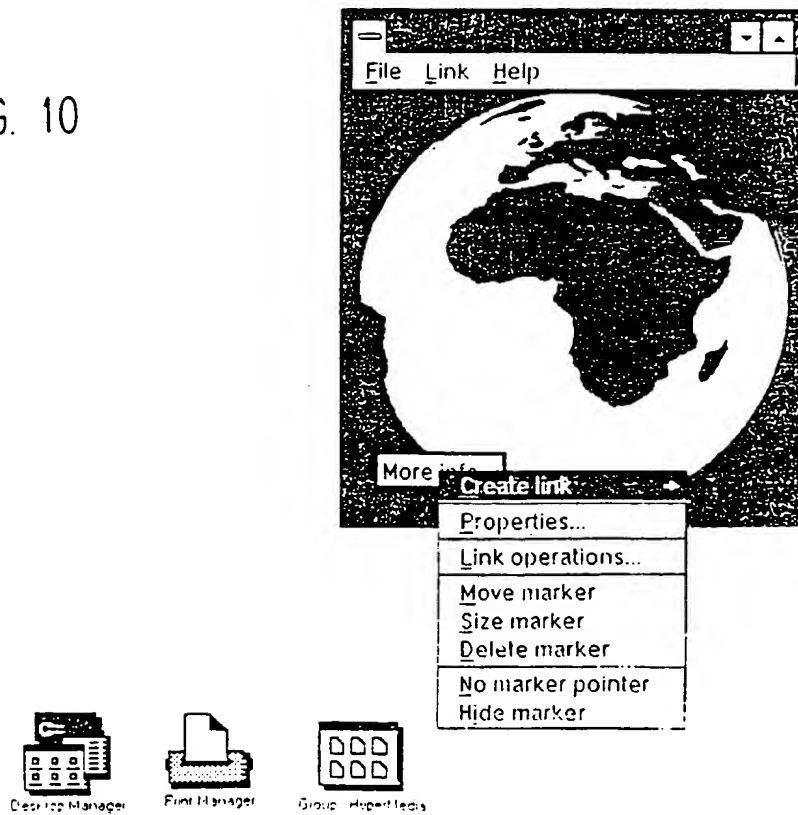 G. 10
File Link Help
More info
Create link
Properties...
Link operations...
Move marker
Size marker
Delete marker
No marker pointer
Hide marker
Desktop Manager
Print Manager
Group - HyperMedia